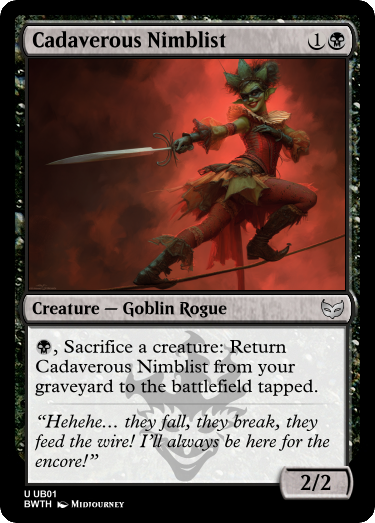 Cadaverous Nimblist 1
Creature — Goblin Rogue
, Sacrifice a creature: Return
Cadaverous Nimblist from your
graveyard to the battlefield tapped.
“Hehehe… they fall, they break, they
feed the wire! I’ll always be here for the
encore!”
2/2
U UB01
BWTH Midjourney